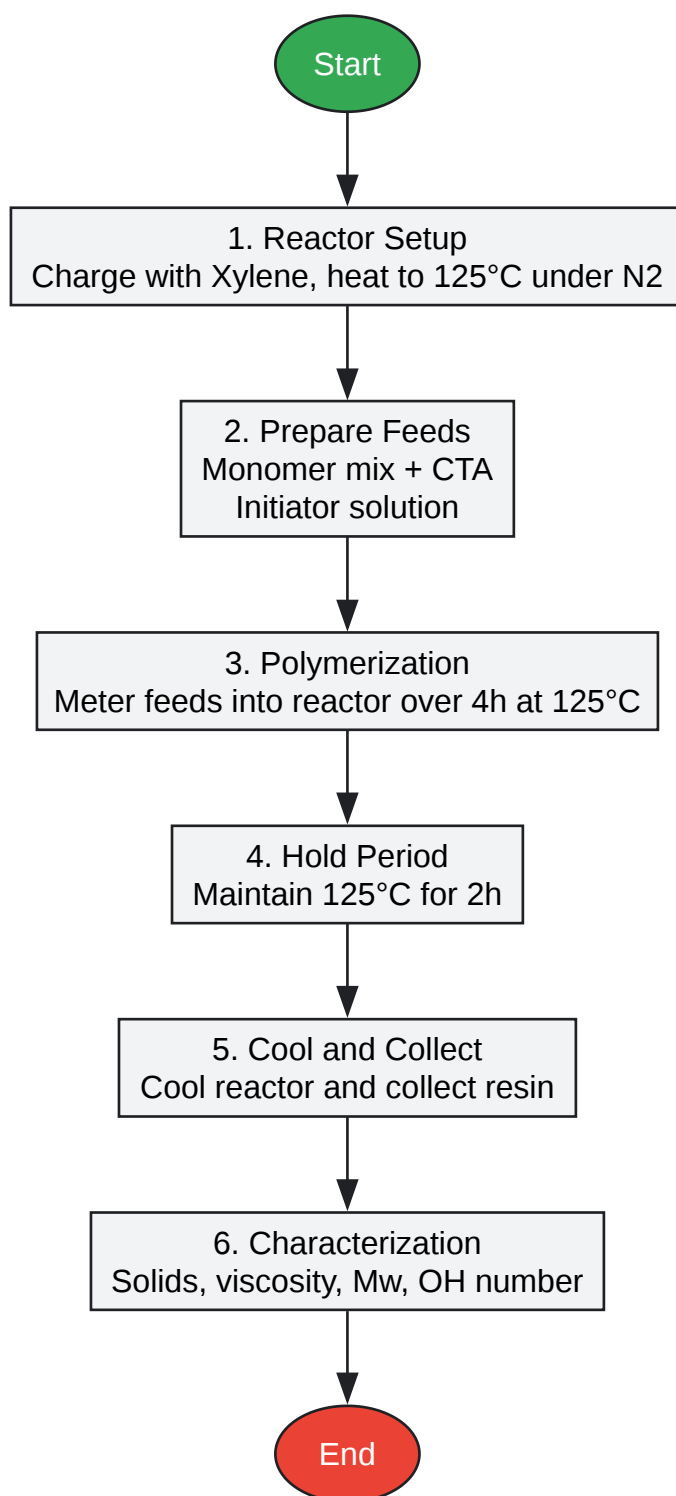 Start
1. Reactor Setup
Charge with Xylene, heat to 125°C under N2
2. Prepare Feeds
Monomer mix + CTA
Initiator solution
3. Polymerization
Meter feeds into reactor over 4h at 125°C
4. Hold Period
Maintain 125°C for 2h
5. Cool and Collect
Cool reactor and collect resin
6. Characterization
Solids, viscosity, Mw, OH number
End